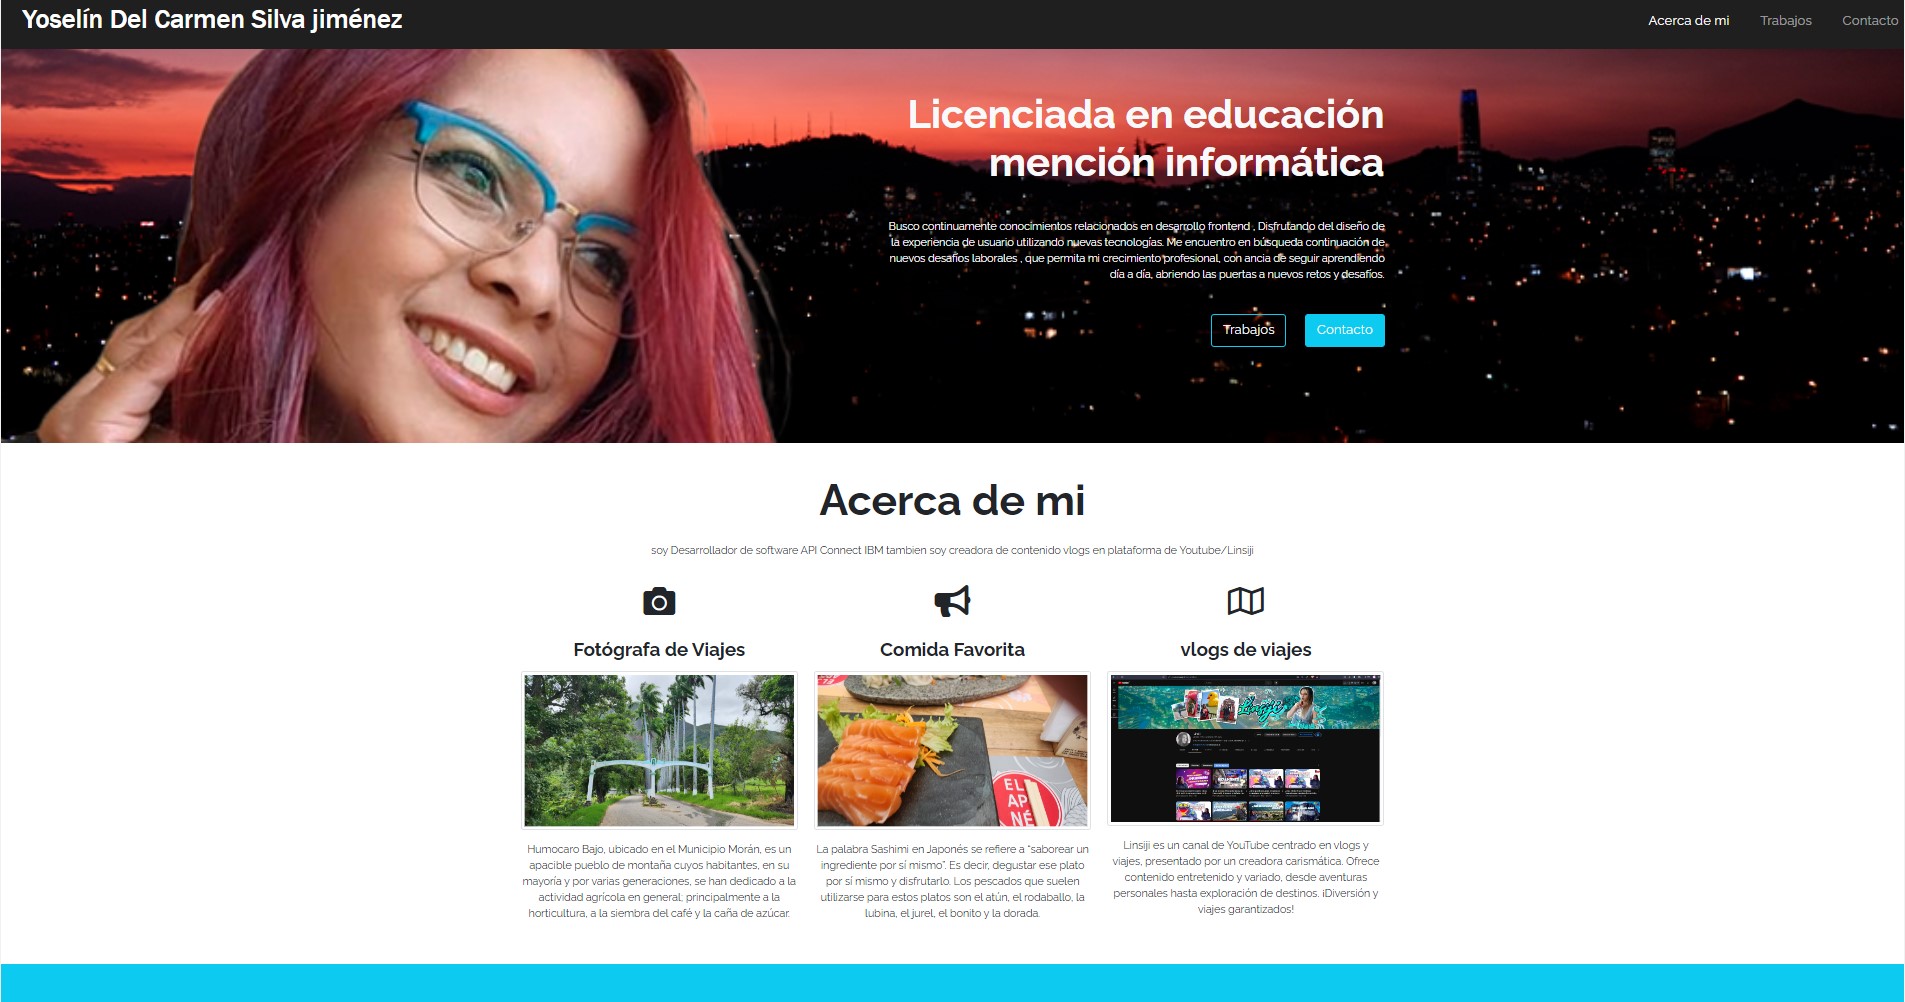 Yoselín Del Carmen Silva jiménez
Acerca de mi
Trabajos
Contacto
Licenciada en educación
mención informática
Busco continuamente conocimientos relacionados en desarrollo frontend , Disfrutando del diseño de
la experiencia de usuario utilizando nuevas tecnologías. Me encuentro en búsqueda continuación de
nuevos desafíos laborales , que permita mi crecimiento profesional, con ancia de seguir aprendiendo
día a día, abriendo las puertas a nuevos retos y desafíos.
Trabajos
Contacto
Acerca de mi
soy Desarrollador de software API Connect IBM tambien soy creadora de contenido vlogs en plataforma de Youtube/Linsiji
Fotógrafa de Viajes
Comida Favorita
vlogs de viajes
EL
AP
NÉ
Linsiji
Humocaro Bajo, ubicado en el Municipio Morán, es un
apacible pueblo de montaña cuyos habitantes, en su
mayoría y por varias generaciones, se han dedicado a la
actividad agrícola en general; principalmente a la
horticultura, a la siembra del café y la caña de azúcar.
La palabra Sashimi en Japonés se refiere a “saborear un
ingrediente por sí mismo”. Es decir, degustar ese plato
por sí mismo y disfrutarlo. Los pescados que suelen
utilizarse para estos platos son el atún, el rodaballo, la
lubina, el jurel, el bonito y la dorada.
Linsiji es un canal de YouTube centrado en vlogs y
viajes, presentado por un creadora carismática. Ofrece
contenido entretenido y variado, desde aventuras
personales hasta exploración de destinos. ¡Diversión y
viajes garantizados!